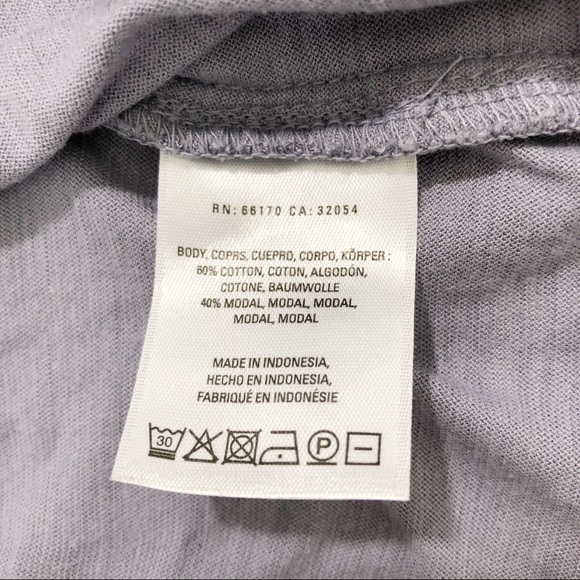 RN: 66170 CA: 32054
BODY, COPRS, CUEPRO, CORPO, KÖRPER :
60% COTTON, COTON, ALGODÓN,
COTONE, BAUMWOLLE
40% MODAL, MODAL, MODAL,
MODAL, MODAL
MADE IN INDONESIA,
HECHO EN INDONESIA,
FABRIQUÉ EN INDONÉSIE
30 P